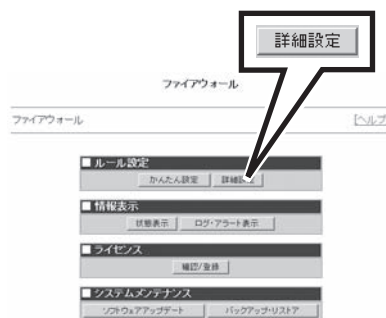 詳細設定
ファイアウォール
ファイアウォール [ヘルプ
■ ルール設定
かんたん設定 詳細設定
■ 情報表示
状態表示 ログ・アラート表示
■ ライセンス
確認/登録
■ システムメンテナンス
ソフトウェアアップデート バックアップ・リストア